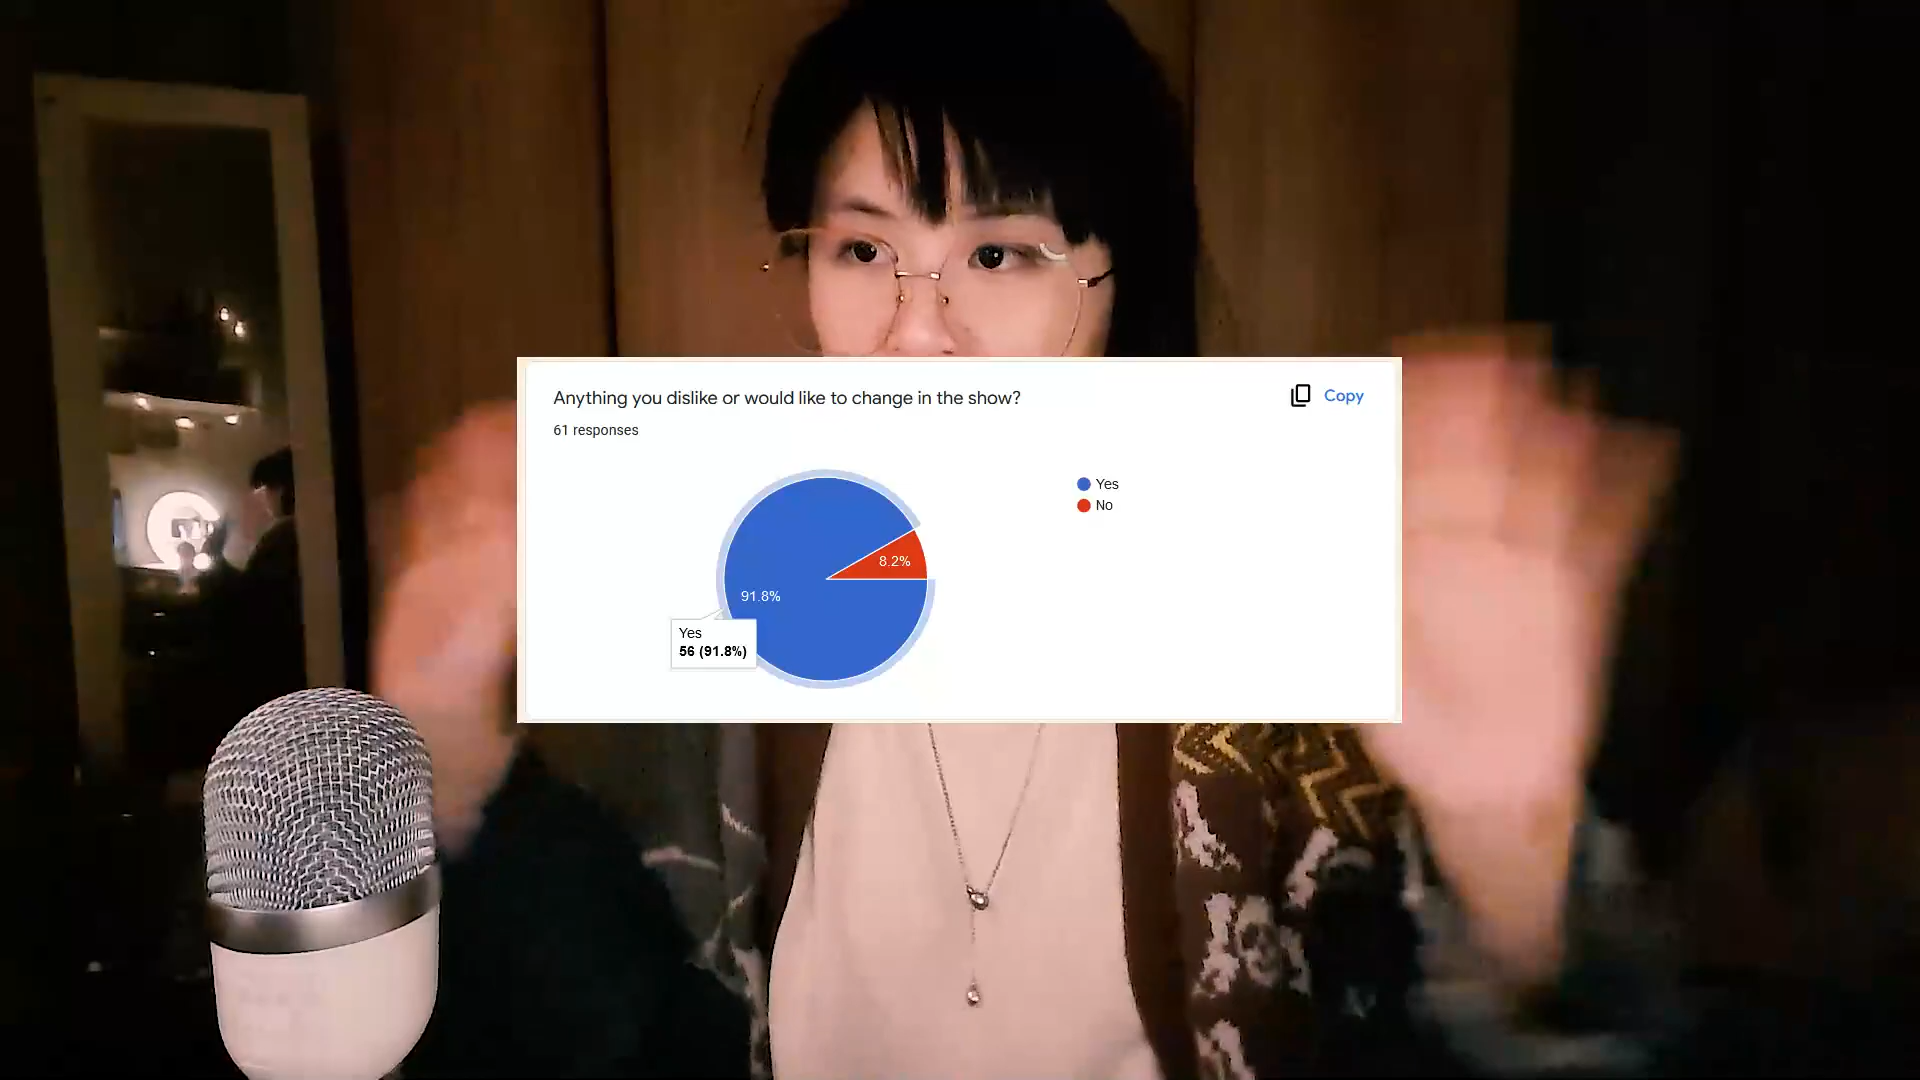 Anything you dislike or would like to change in the show?
Copy
61 responses
Yes
No
8.2%
91.8%
Yes
56 (91.8%)